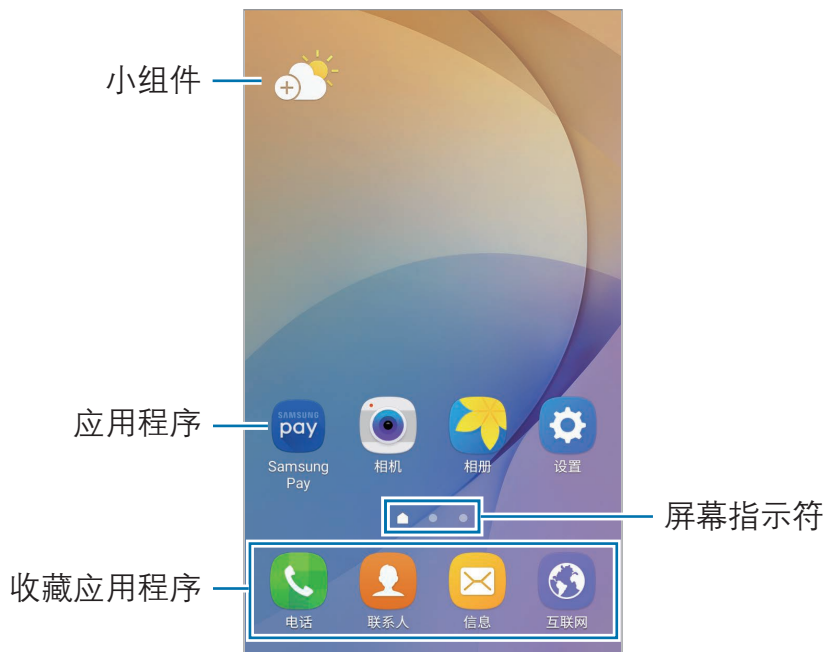 小组件
应用程序
SAMSUNG
pay
Samsung
Pay
相机
相册
设置
屏幕指示符
收藏应用程序
电话
联系人
信息
互联网